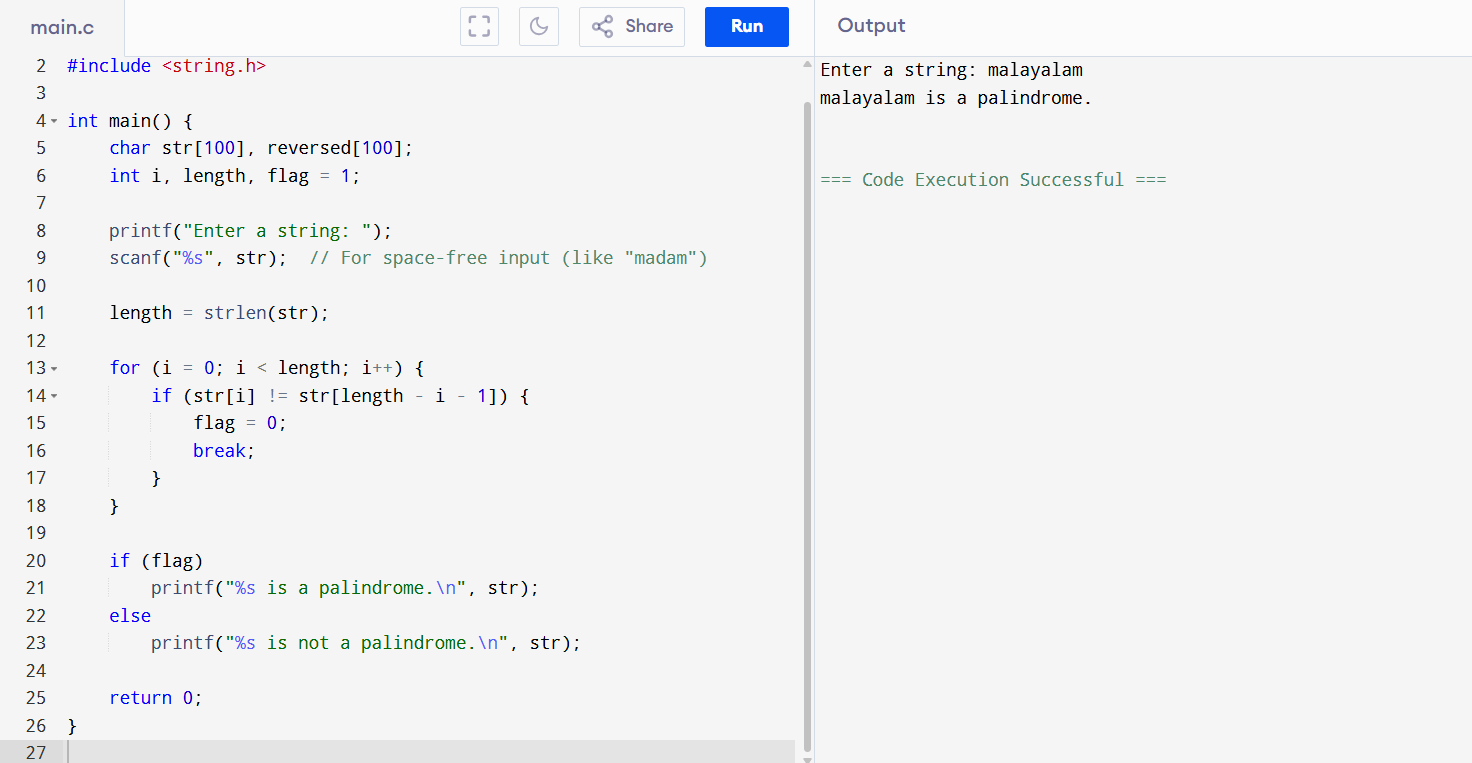 main.c
Share
Run
Output
2 #include <string.h>
3
4 int main() {
5     char str[100], reversed[100];
6     int i, length, flag = 1;
7
8     printf("Enter a string: ");
9     scanf("%s", str);  // For space-free input (like "madam")
10
11     length = strlen(str);
12
13     for (i = 0; i < length; i++) {
14         if (str[i] != str[length - i - 1]) {
15             flag = 0;
16             break;
17         }
18     }
19
20     if (flag)
21         printf("%s is a palindrome.\n", str);
22     else
23         printf("%s is not a palindrome.\n", str);
24
25     return 0;
26 }
27
Enter a string: malayalam
malayalam is a palindrome.
=== Code Execution Successful ===